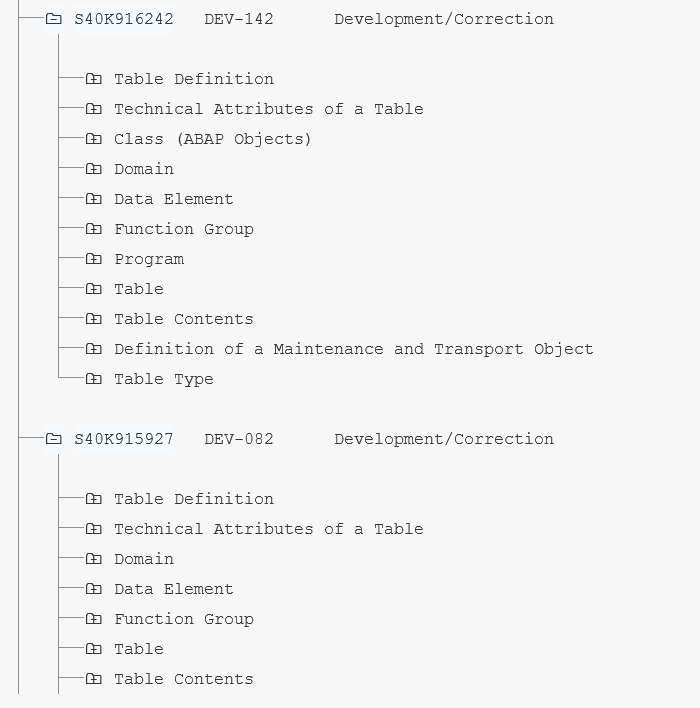 S40K916242 DEV-142 Development/Correction
Table Definition
Technical Attributes of a Table
Class (ABAP Objects)
Domain
Data Element
Function Group
Program
Table
Table Contents
Definition of a Maintenance and Transport Object
Table Type
S40K915927 DEV-082 Development/Correction
Table Definition
Technical Attributes of a Table
Domain
Data Element
Function Group
Table
Table Contents